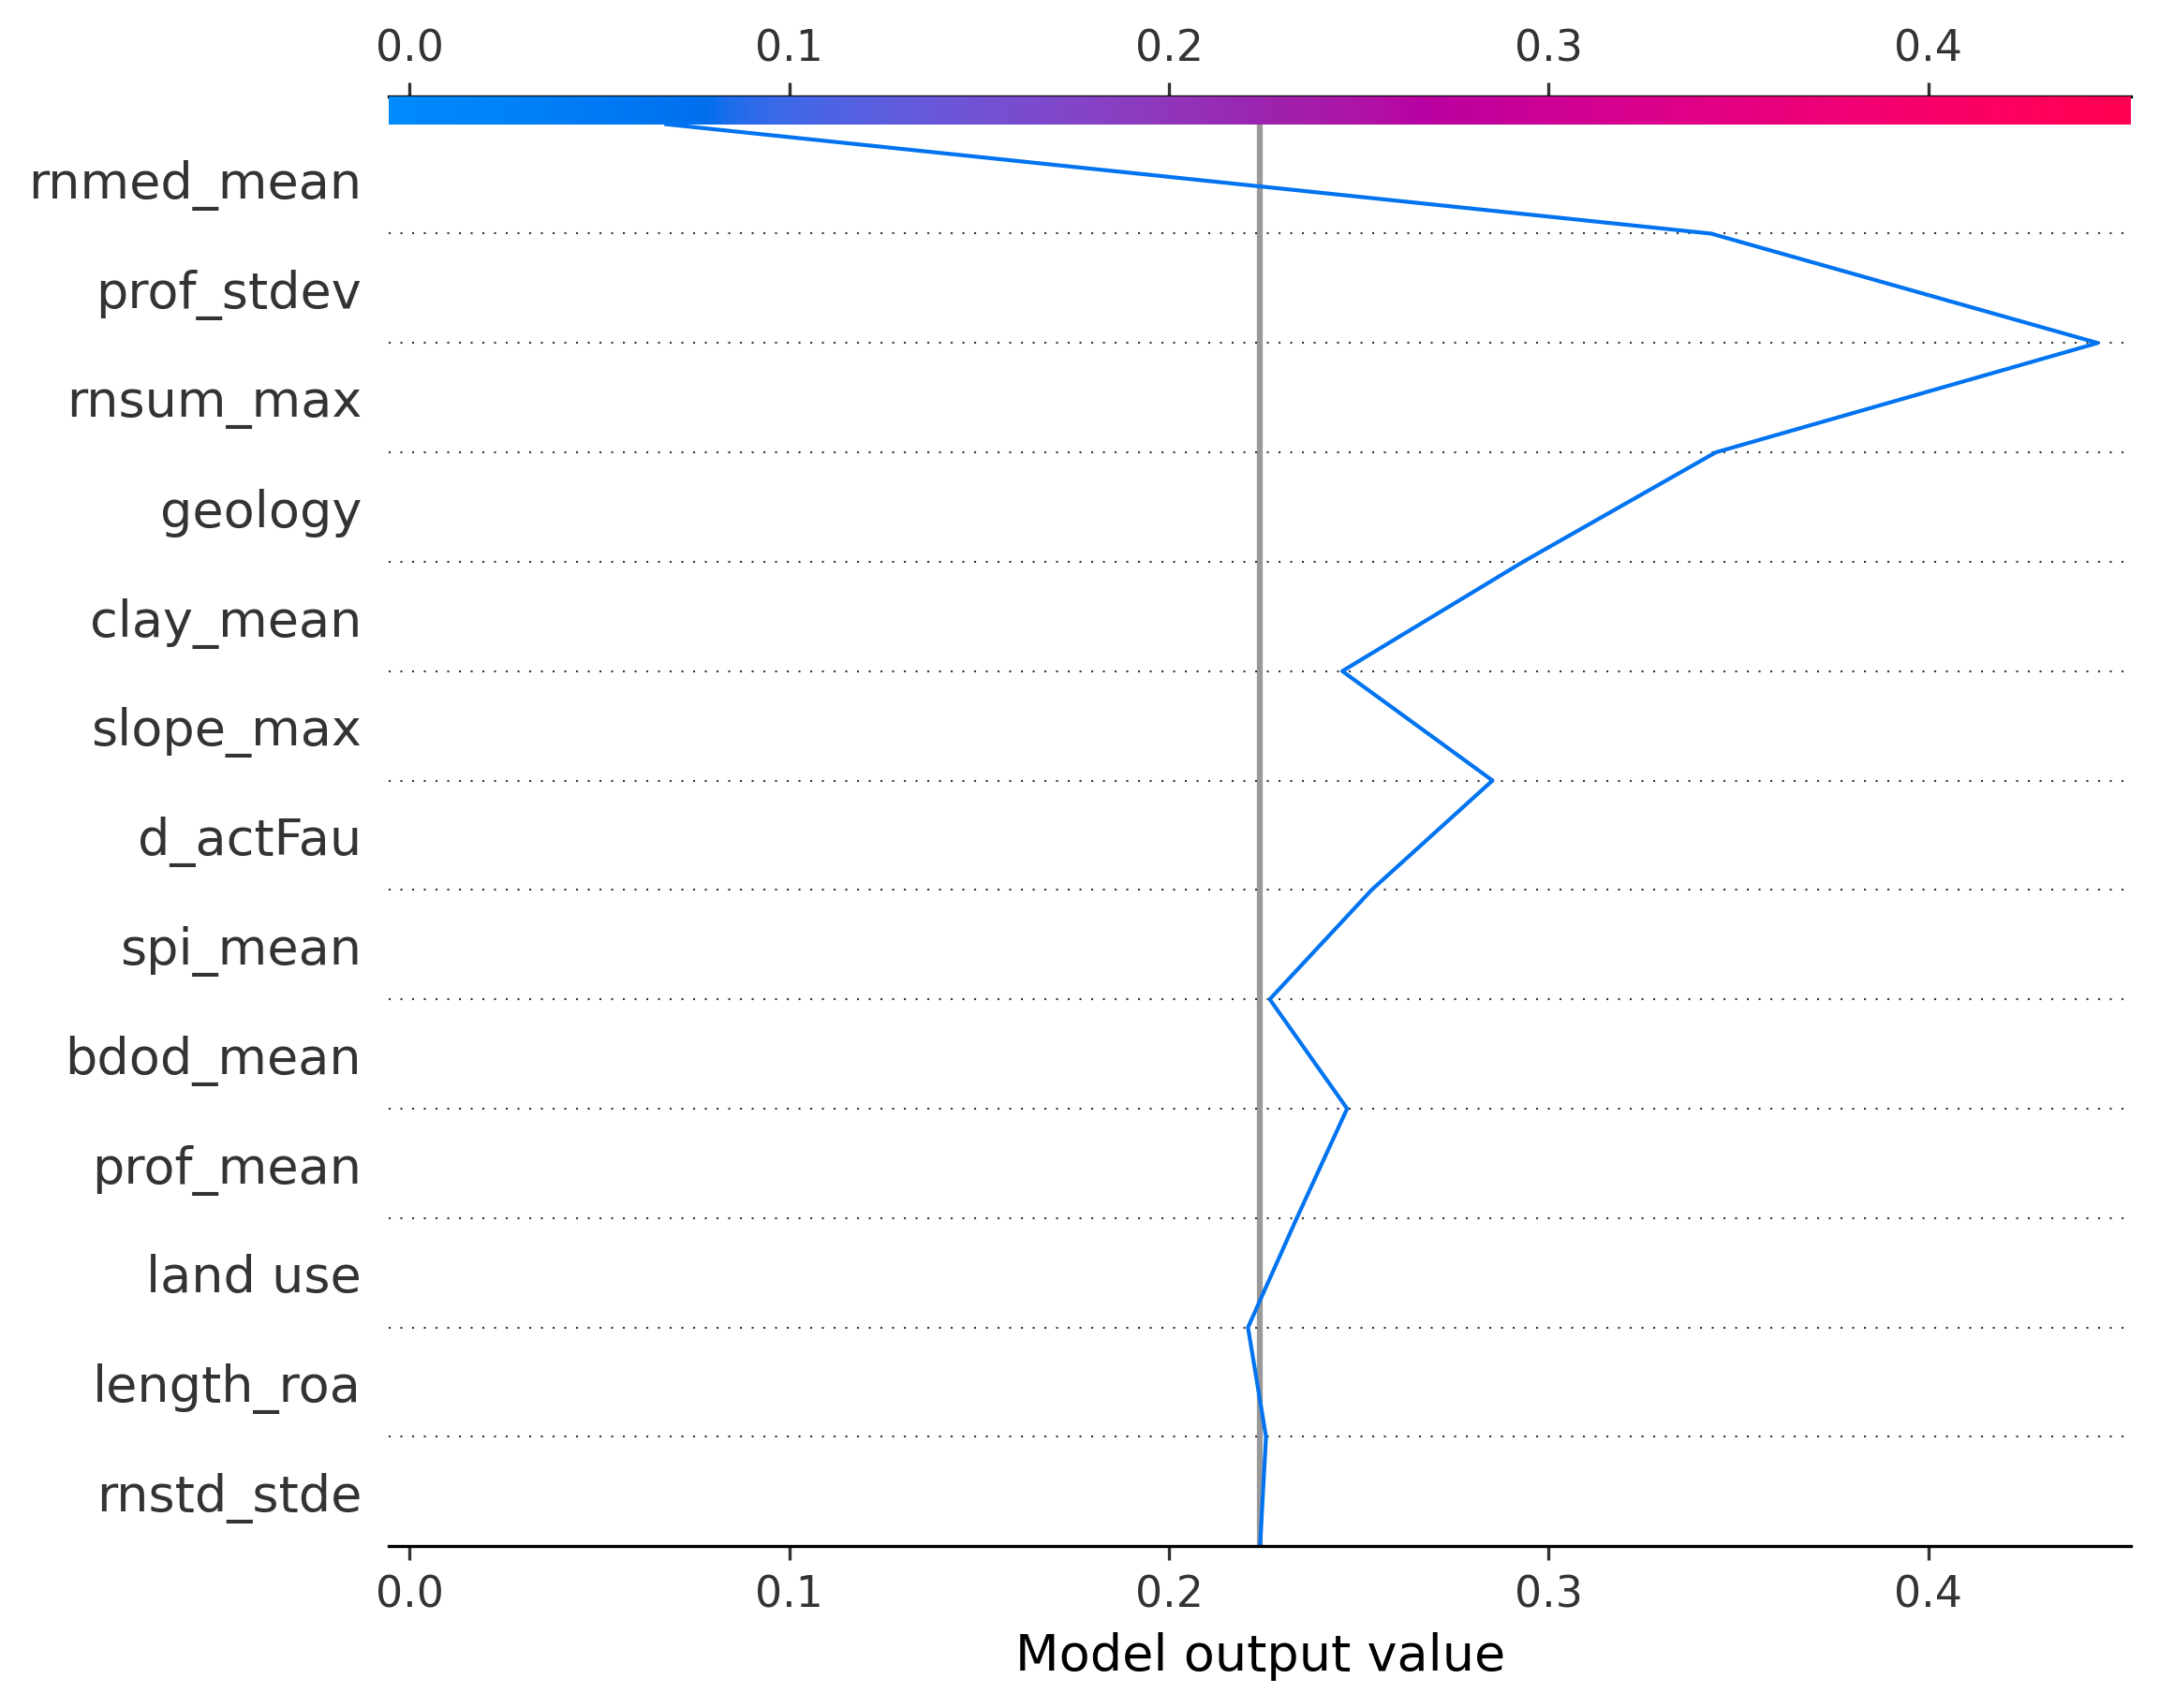 0.0 0.1 0.2 0.3 0.4
rnmed_mean
prof_stdev
rnsum_max
geology
clay_mean
slope_max
d_actFau
spi_mean
bdod_mean
prof_mean
land use
length_roa
rnstd_stde
0.0 0.1 0.2 0.3 0.4
Model output value